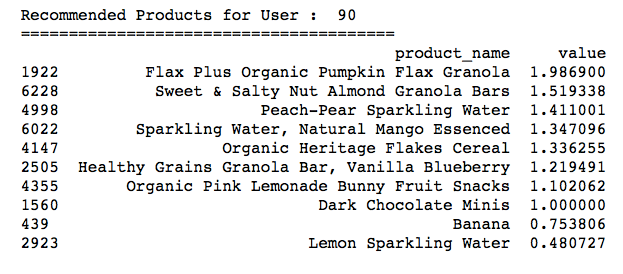 Recommended Products for User :  90
=======================================
product_name value
1922 Flax Plus Organic Pumpkin Flax Granola 1.986900
6228 Sweet & Salty Nut Almond Granola Bars 1.519338
4998 Peach-Pear Sparkling Water 1.411001
6022 Sparkling Water, Natural Mango Essenced 1.347096
4147 Organic Heritage Flakes Cereal 1.336255
2505 Healthy Grains Granola Bar, Vanilla Blueberry 1.219491
4355 Organic Pink Lemonade Bunny Fruit Snacks 1.102062
1560 Dark Chocolate Minis 1.000000
439 Banana 0.753806
2923 Lemon Sparkling Water 0.480727